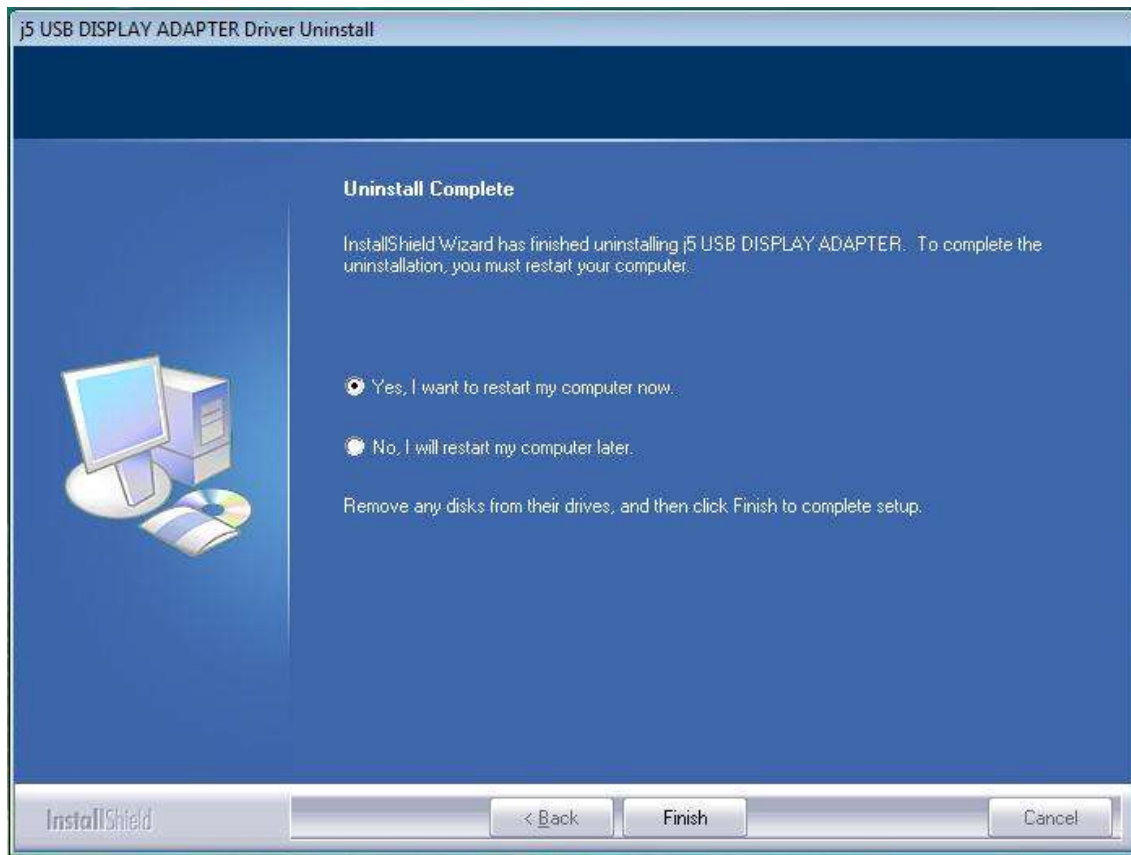 j5 USB DISPLAY ADAPTER Driver Uninstall
Uninstall Complete
InstallShield Wizard has finished uninstalling j5 USB DISPLAY ADAPTER. To complete the
uninstallation, you must restart your computer.
Yes, I want to restart my computer now.
No, I will restart my computer later.
Remove any disks from their drives, and then click Finish to complete setup.
InstallShield
< Back
Finish
Cancel